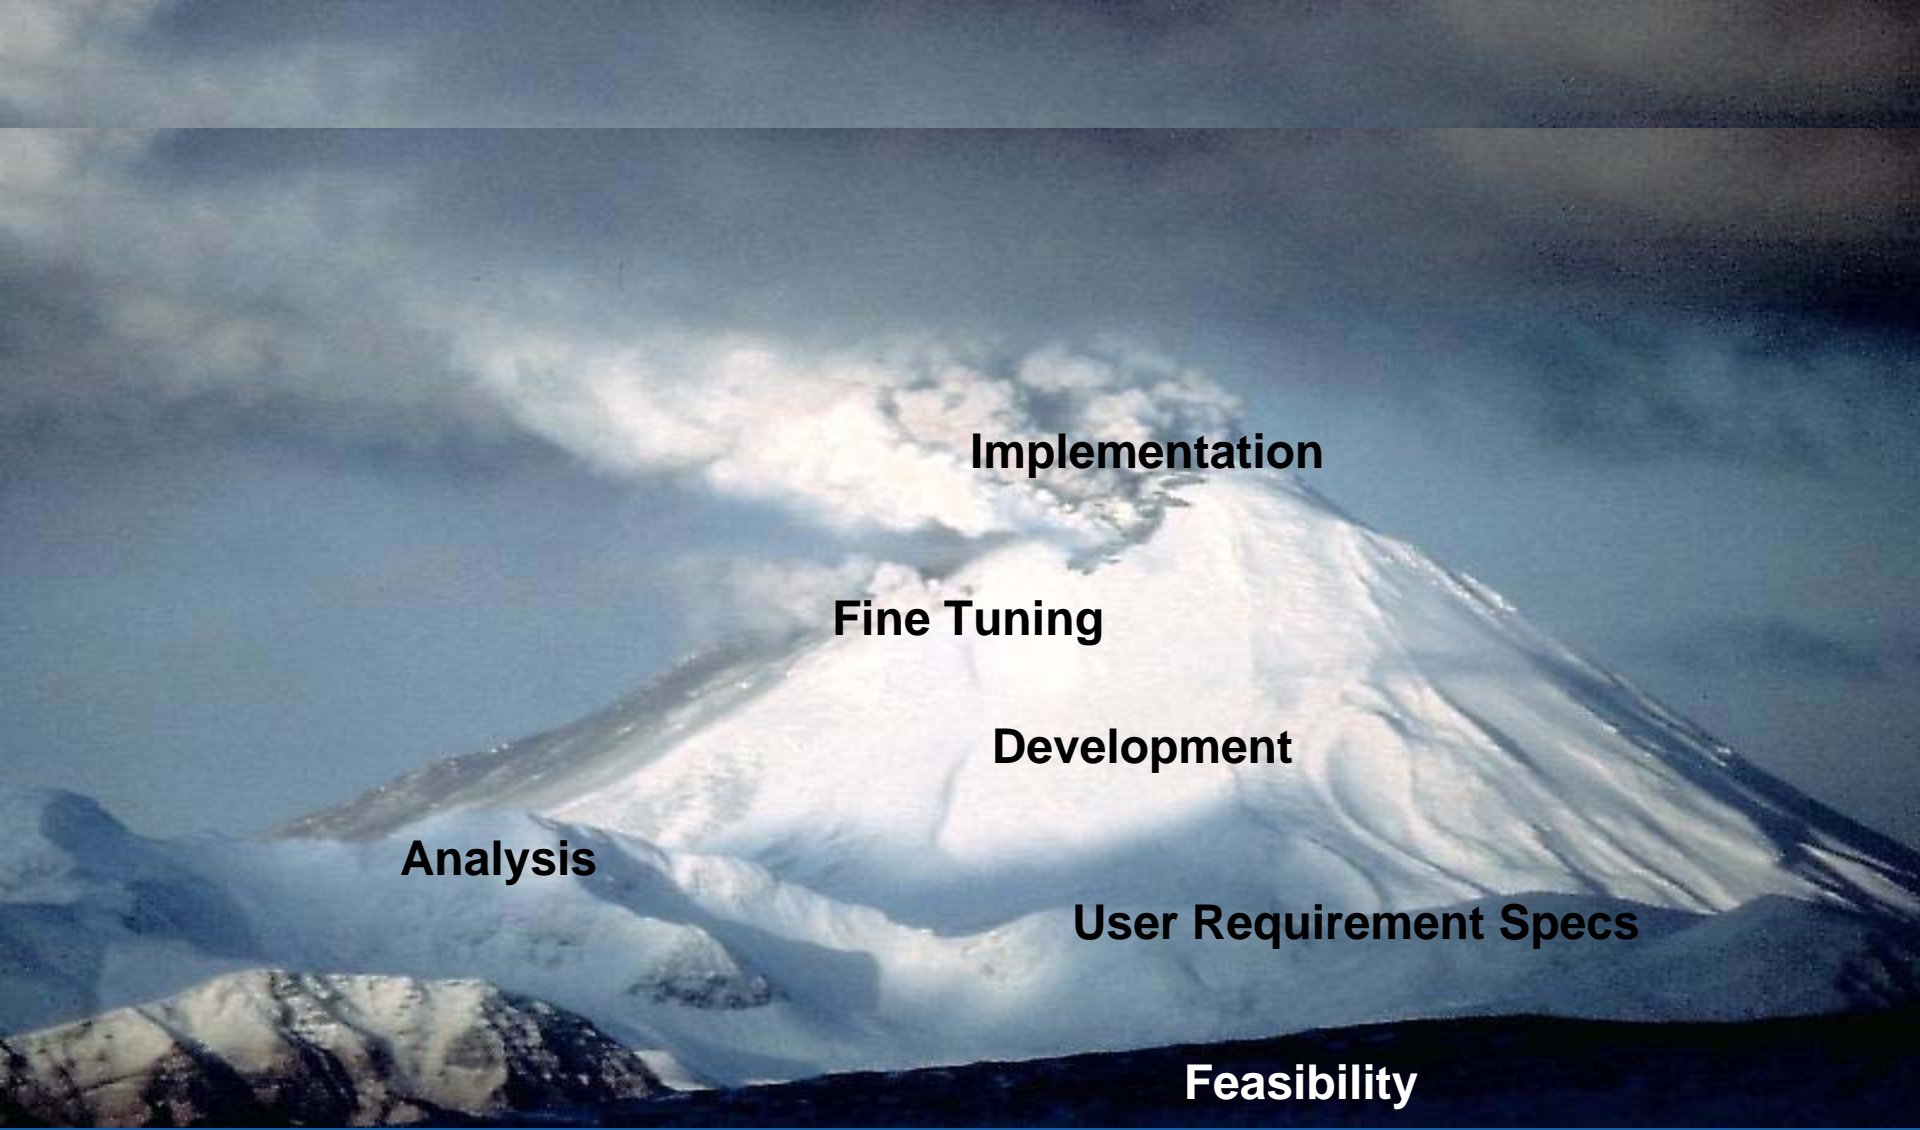 Implementation
Fine Tuning
Development
Analysis
User Requirement Specs
Feasibility